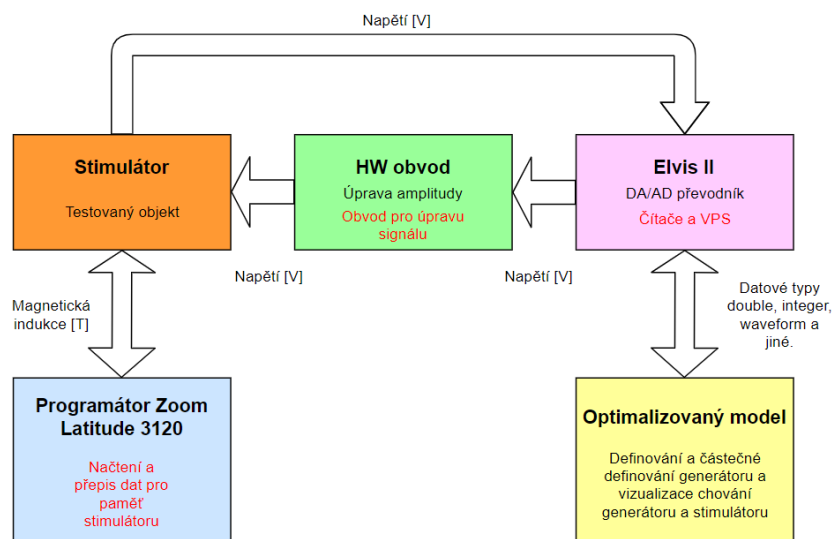 Napětí [V]
Stimulátor
Testovaný objekt
HW obvod
Úprava amplitudy
Obvod pro úpravu
signálu
Elvis II
DA/AD převodník
Čítače a VPS
Napětí [V]
Napětí [V]
Magnetická
indukce [T]
Datové typy
double, integer,
waveform a
jiné.
Programátor Zoom
Latitude 3120
Načtení a
přepis dat pro
paměť
stimulátoru
Optimalizovaný model
Definování a částečné
definování generátoru a
vizualizace chování
generátoru a stimulátoru